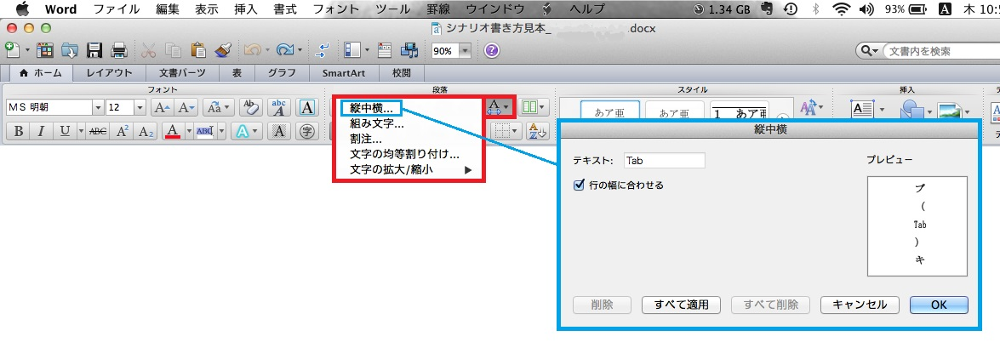 Word ファイル 編集 表示 挿入 書式 フォント ツール 罫線 ウインドウ ヘルプ 1.34 GB 93% A 木 10:
シナリオ書き方見本_ .docx
90% 文書内を検索
ホーム レイアウト 文書パーツ 表 グラフ SmartArt 校閲
フォント 段落 スタイル 挿入
ＭＳ 明朝 12 A A Aa Ab abc A A
縦中横...
組み文字...
割注...
文字の均等割り付け...
文字の拡大/縮小
あア亜 あア亜 1 あア亜
B I U ABC A² A₂ A ABC A A 字
A Z
縦中横
テキスト: Tab
プレビュー
行の幅に合わせる
ブ
(
Tab
)
キ
削除 すべて適用 すべて削除 キャンセル OK